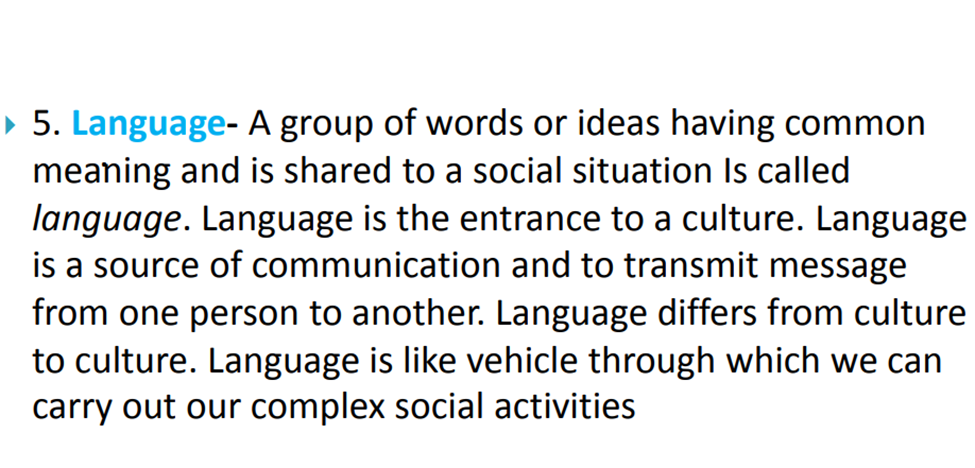 5. Language- A group of words or ideas having common
meaning and is shared to a social situation Is called
language. Language is the entrance to a culture. Language
is a source of communication and to transmit message
from one person to another. Language differs from culture
to culture. Language is like vehicle through which we can
carry out our complex social activities